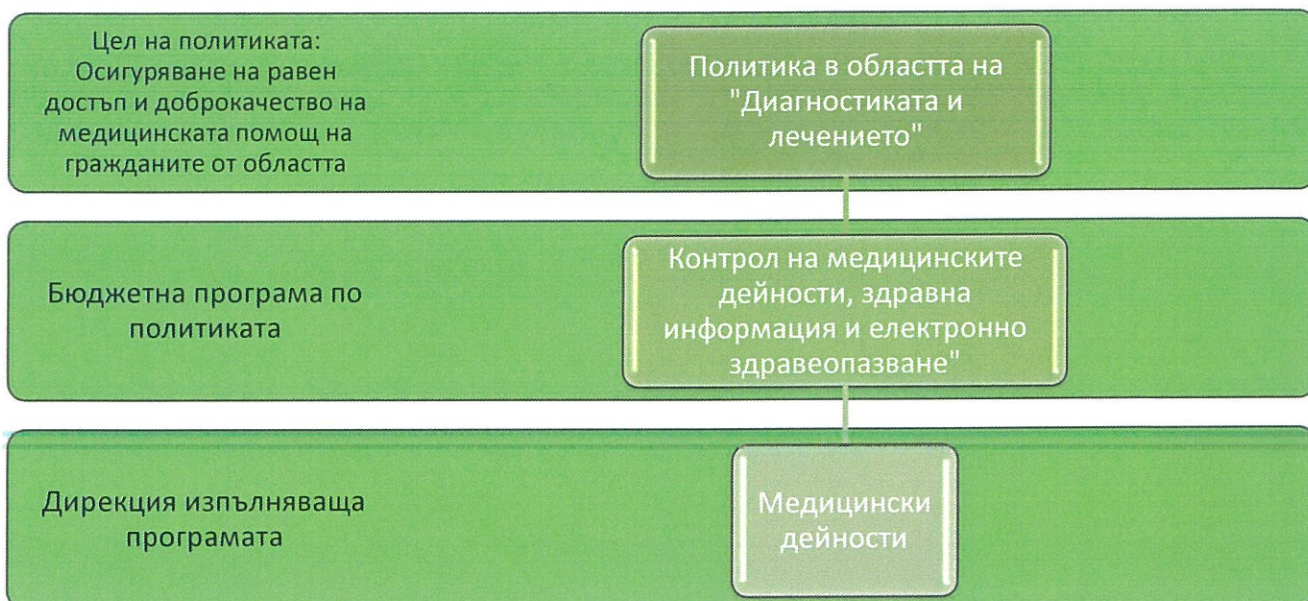 Цел на политиката:
Осигуряване на равен
достъп и доброкачество на
медицинската помощ на
гражданите от областта
Политика в областта на
"Диагностиката и
лечението"
Бюджетна програма по
политиката
Контрол на медицинските
дейности, здравна
информация и електронно
здравеопазване"
Дирекция изпълняваща
програмата
Медицински
дейности